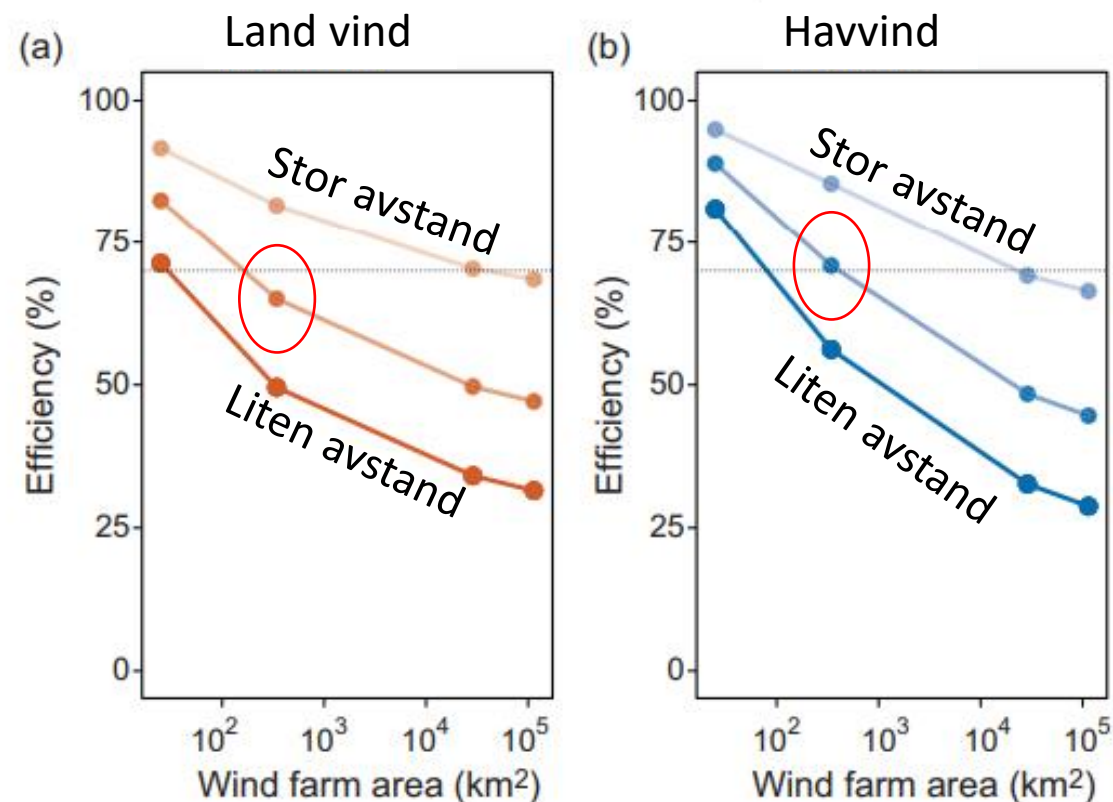 (a)
Land vind
Efficiency (%)
100
75
50
25
0
Stor avstand
Liten avstand
10²
10³
10⁴
10⁵
Wind farm area (km²)
(b)
Havvind
Efficiency (%)
100
75
50
25
0
Stor avstand
Liten avstand
10²
10³
10⁴
10⁵
Wind farm area (km²)